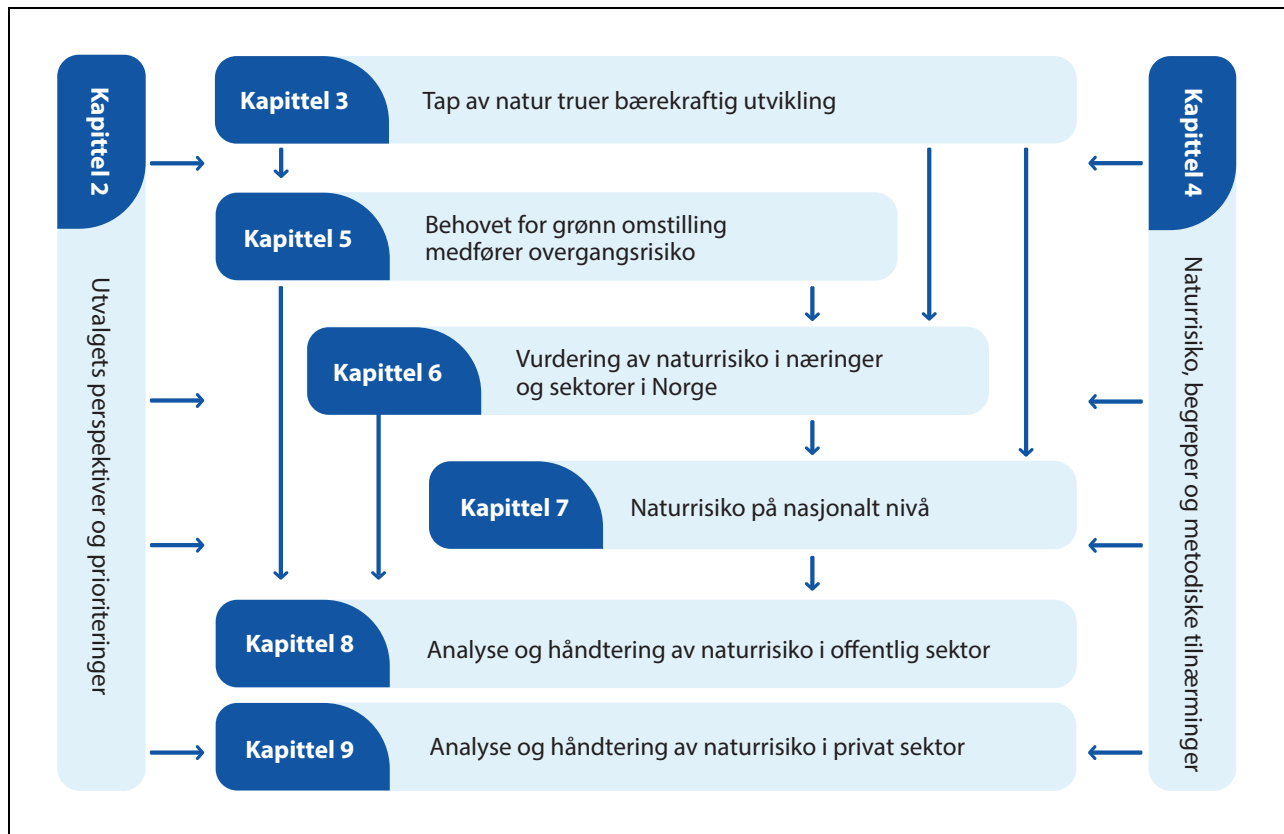 Kapittel 2
Utvalgets perspektiver og prioriteringer
Kapittel 3
Tap av natur truer bærekraftig utvikling
Kapittel 5
Behovet for grønn omstilling
medfører overgangsrisiko
Kapittel 6
Vurdering av naturrisiko i næringer
og sektorer i Norge
Kapittel 7
Naturrisiko på nasjonalt nivå
Kapittel 8
Analyse og håndtering av naturrisiko i offentlig sektor
Kapittel 9
Analyse og håndtering av naturrisiko i privat sektor
Kapittel 4
Naturrisiko, begreper og metodiske tilnærminger